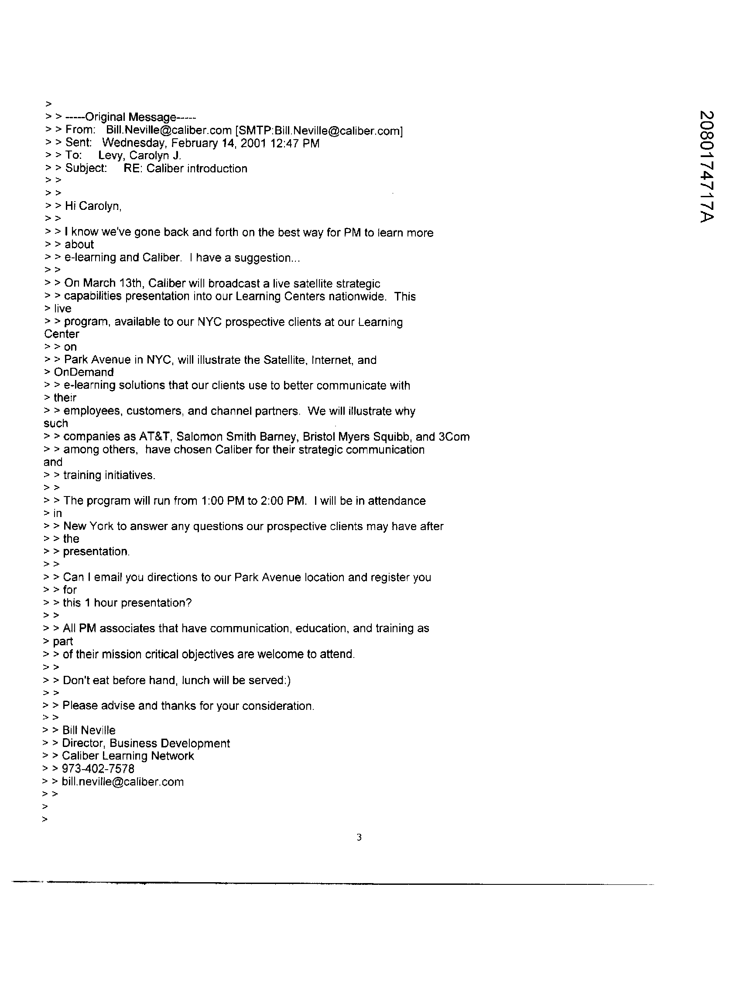 >
> > -----Original Message-----
> > From: Bill.Neville@caliber.com [SMTP:Bill.Neville@caliber.com]
> > Sent: Wednesday, February 14, 2001 12:47 PM
> > To: Levy, Carolyn J.
> > Subject: RE: Caliber introduction
> >
> >
> > Hi Carolyn,
> >
> > I know we've gone back and forth on the best way for PM to learn more
> > about
> > e-learning and Caliber. I have a suggestion...
> >
> > On March 13th, Caliber will broadcast a live satellite strategic
> > capabilities presentation into our Learning Centers nationwide. This
> live
> > program, available to our NYC prospective clients at our Learning
Center
> > on
> > Park Avenue in NYC, will illustrate the Satellite, Internet, and
> OnDemand
> > e-learning solutions that our clients use to better communicate with
> their
> > employees, customers, and channel partners. We will illustrate why
such
> > companies as AT&T, Salomon Smith Barney, Bristol Myers Squibb, and 3Com
> > among others, have chosen Caliber for their strategic communication
and
> > training initiatives.
> >
> > The program will run from 1:00 PM to 2:00 PM. I will be in attendance
> in
> > New York to answer any questions our prospective clients may have after
> > the
> > presentation.
> >
> > Can I email you directions to our Park Avenue location and register you
> > for
> > this 1 hour presentation?
> >
> > All PM associates that have communication, education, and training as
> part
> > of their mission critical objectives are welcome to attend.
> >
> > Don't eat before hand, lunch will be served:)
> >
> > Please advise and thanks for your consideration.
> >
> > Bill Neville
> > Director, Business Development
> > Caliber Learning Network
> > 973-402-7578
> > bill.neville@caliber.com
> >
>
>
3
2080174717A